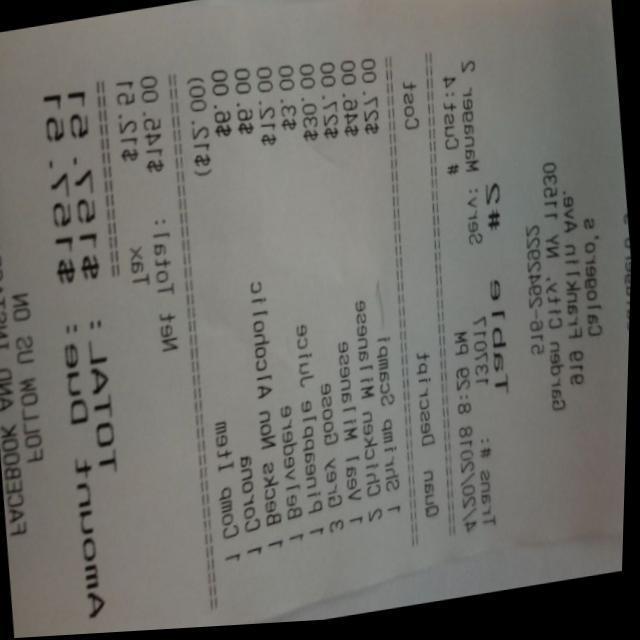 Calogero's
919 Franklin Ave.
Garden City, NY 11530
516-2942922
Table #2
Tras #: 132017 Serv: Manager 2
4/20/2018 8:29 PM # Cust: 4
Quan Descript Cost
1 Shrimp Scampi $27.00
2 Chicken Milanese $46.00
1 Veal Milanese $27.00
3 Grey Goose $30.00
1 Pineapple Juice $3.00
1 Belvedere $12.00
1 Becks Non Alcoholic $6.00
1 Corona $6.00
1 Comp Item ($12.00)
Net Total: $145.00
Tax $12.51
TOTAL: $157.51
Amount Due: $157.51
FOLLOW US ON
FACEBOOK AND